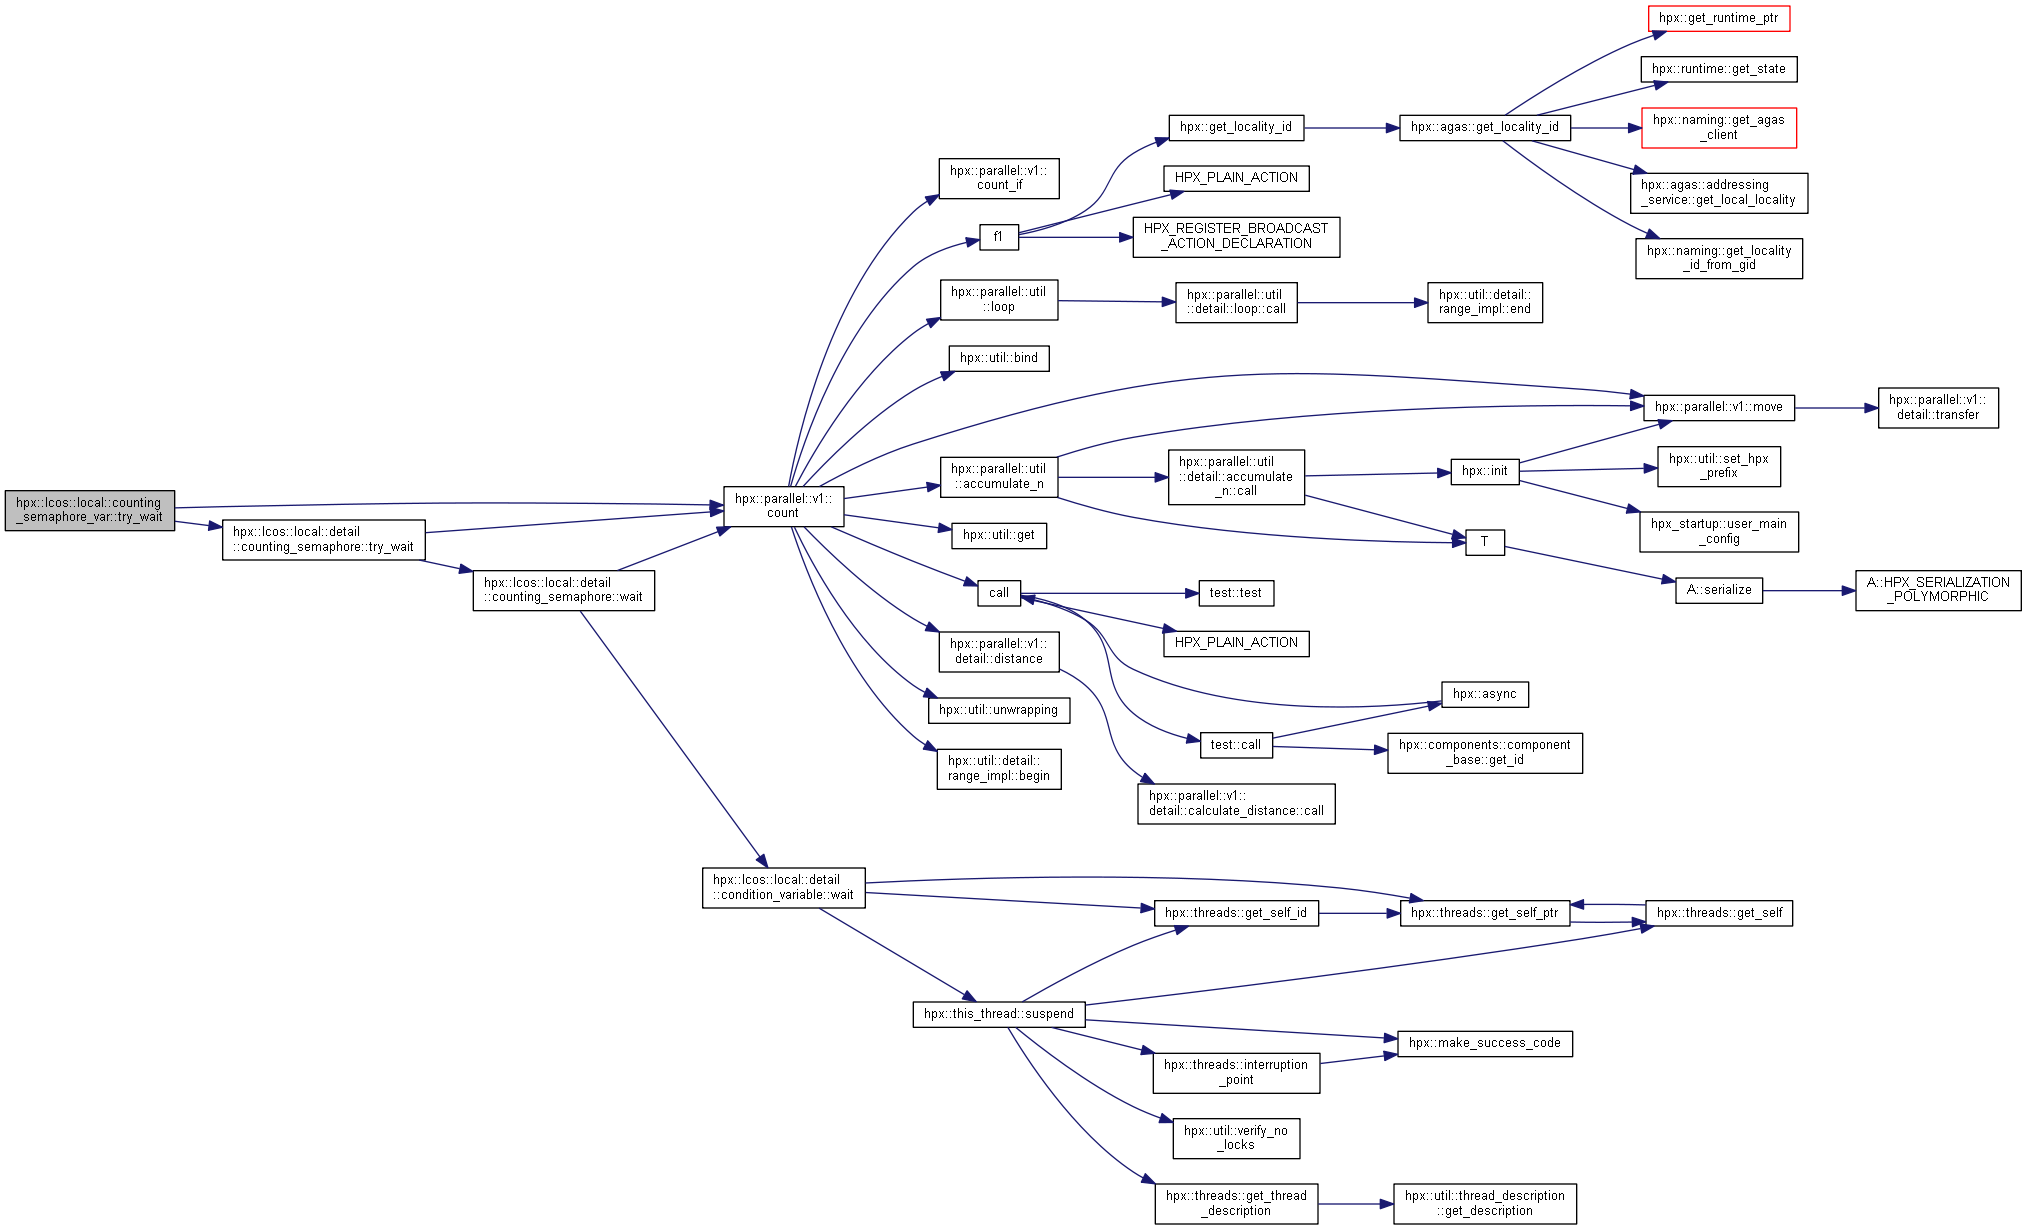 hpx::lcos::local::counting
_semaphore_var::try_wait
hpx::lcos::local::detail
::counting_semaphore::try_wait
hpx::lcos::local::detail
::counting_semaphore::wait
hpx::parallel::v1::
count
hpx::lcos::local::detail
::condition_variable::wait
hpx::parallel::v1::
count_if
f1
hpx::parallel::util
::loop
hpx::util::bind
hpx::parallel::util
::accumulate_n
hpx::util::get
call
hpx::parallel::v1::
detail::distance
hpx::util::unwrapping
hpx::util::detail::
range_impl::begin
hpx::this_thread::suspend
hpx::get_locality_id
HPX_PLAIN_ACTION
HPX_REGISTER_BROADCAST
_ACTION_DECLARATION
hpx::parallel::util
::detail::loop::call
hpx::parallel::util
::detail::accumulate
_n::call
test::test
HPX_PLAIN_ACTION
test::call
hpx::parallel::v1::
detail::calculate_distance::call
hpx::threads::get_self_id
hpx::threads::interruption
_point
hpx::util::verify_no
_locks
hpx::threads::get_thread
_description
hpx::agas::get_locality_id
hpx::util::detail::
range_impl::end
hpx::init
T
hpx::async
hpx::components::component
_base::get_id
hpx::threads::get_self_ptr
hpx::make_success_code
hpx::util::thread_description
::get_description
hpx::get_runtime_ptr
hpx::runtime::get_state
hpx::naming::get_agas
_client
hpx::agas::addressing
_service::get_local_locality
hpx::naming::get_locality
_id_from_gid
hpx::parallel::v1::move
hpx::util::set_hpx
_prefix
hpx_startup::user_main
_config
A::serialize
hpx::threads::get_self
hpx::parallel::v1::
detail::transfer
A::HPX_SERIALIZATION
_POLYMORPHIC